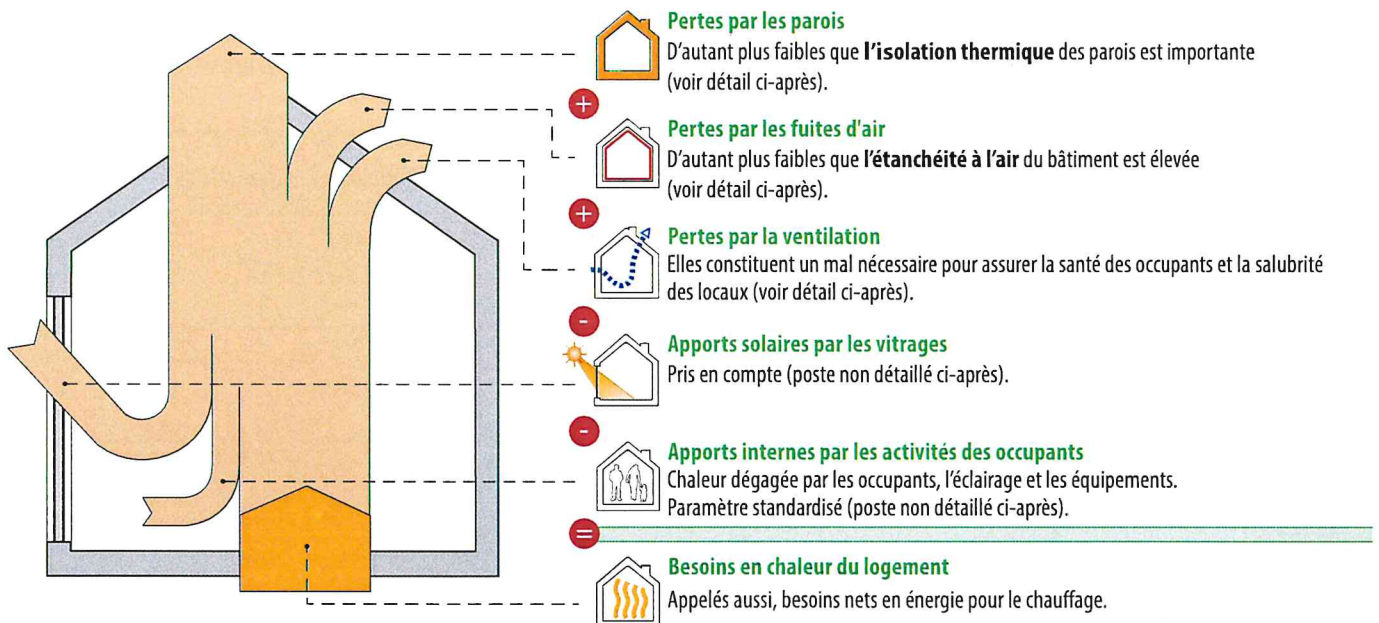 Pertes par les parois
D'autant plus faibles que l'isolation thermique des parois est importante
(voir détail ci-après).
+
Pertes par les fuites d'air
D'autant plus faibles que l'étanchéité à l'air du bâtiment est élevée
(voir détail ci-après).
+
Pertes par la ventilation
Elles constituent un mal nécessaire pour assurer la santé des occupants et la salubrité
des locaux (voir détail ci-après).
-
Apports solaires par les vitrages
Pris en compte (poste non détaillé ci-après).
-
Apports internes par les activités des occupants
Chaleur dégagée par les occupants, l'éclairage et les équipements.
Paramètre standardisé (poste non détaillé ci-après).
=
Besoins en chaleur du logement
Appelés aussi, besoins nets en énergie pour le chauffage.